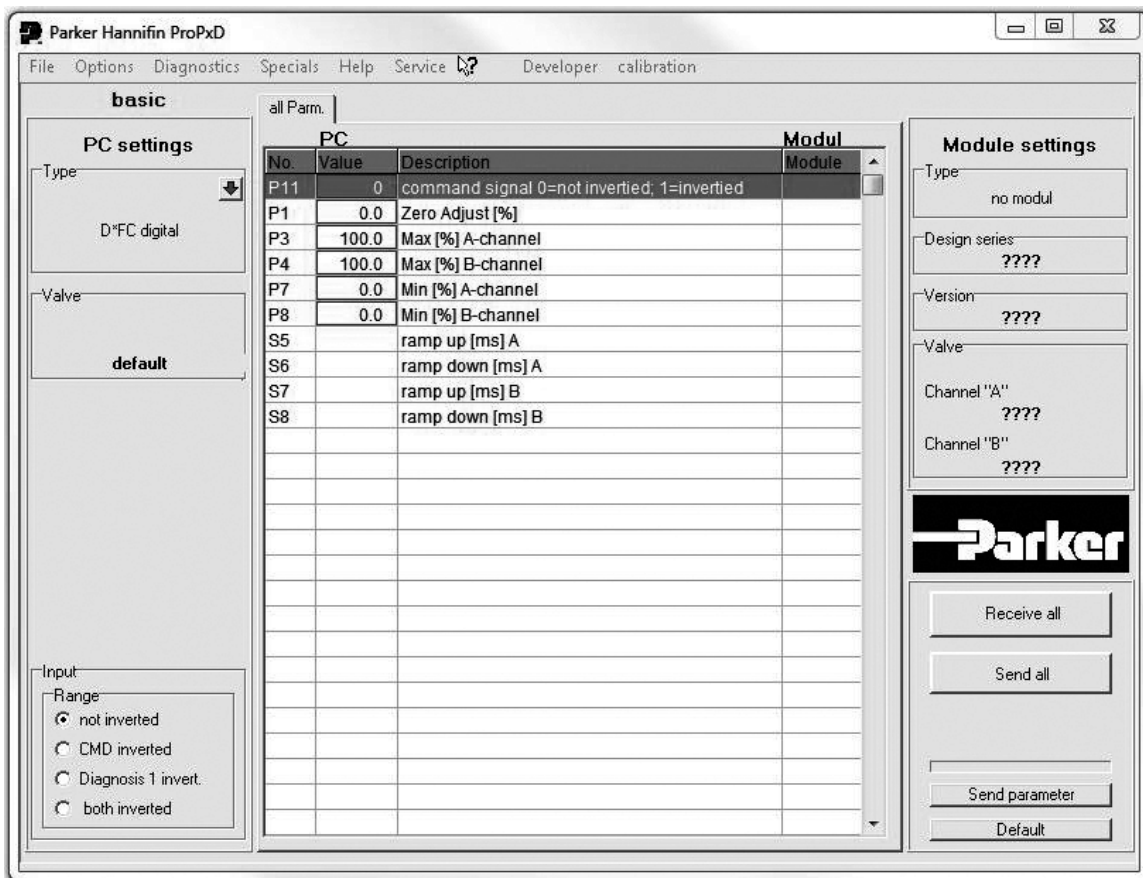 Parker Hannifin ProPxD
File Options Diagnostics Specials Help Service ? Developer calibration
basic
PC settings
Type
D*FC digital
Valve
default
Input
Range
not inverted
CMD inverted
Diagnosis 1 invert.
both inverted
all Parm.
PC Modul
No. Value Description Module
P11 0 command signal 0=not invertied; 1=invertied
P1 0.0 Zero Adjust [%]
P3 100.0 Max [%] A-channel
P4 100.0 Max [%] B-channel
P7 0.0 Min [%] A-channel
P8 0.0 Min [%] B-channel
S5 ramp up [ms] A
S6 ramp down [ms] A
S7 ramp up [ms] B
S8 ramp down [ms] B
Module settings
Type
no modul
Design series
????
Version
????
Valve
Channel "A"
????
Channel "B"
????
Parker
Receive all
Send all
Send parameter
Default